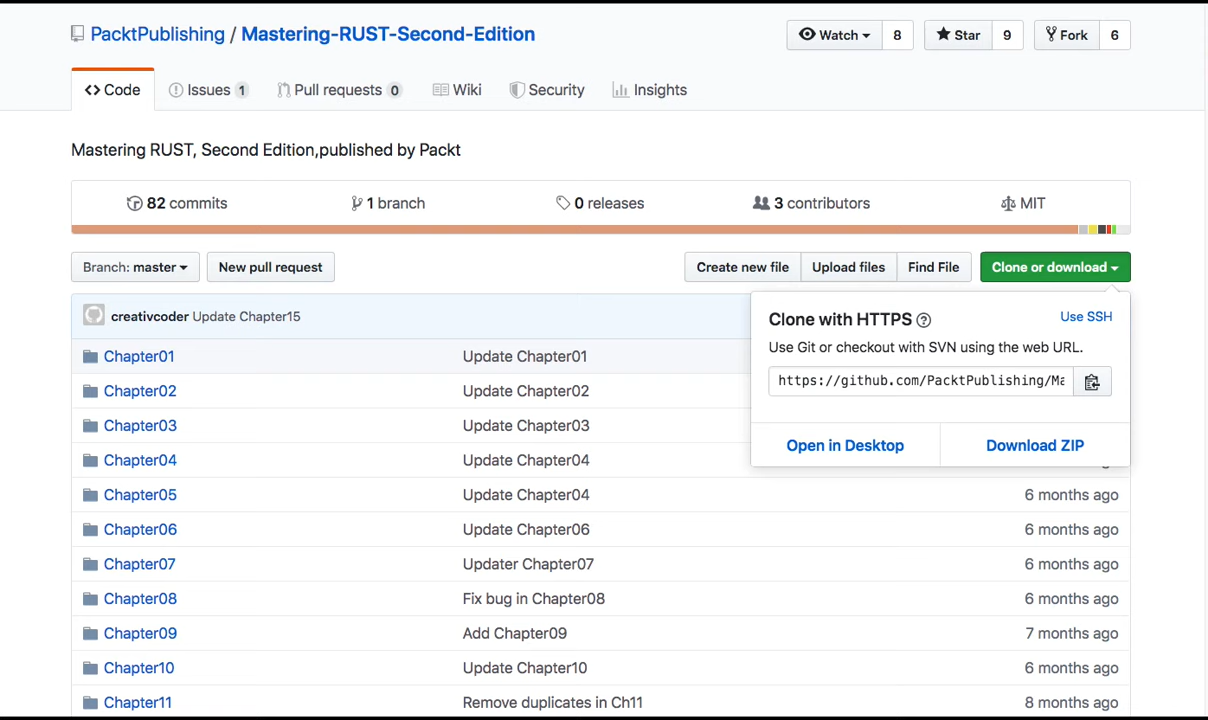 PacktPublishing / Mastering-RUST-Second-Edition
Watch 8 Star 9 Fork 6
Code Issues 1 Pull requests 0 Wiki Security Insights
Mastering RUST, Second Edition,published by Packt
82 commits 1 branch 0 releases 3 contributors MIT
Branch: master New pull request Create new file Upload files Find File Clone or download
creativcoder Update Chapter15
Clone with HTTPS ? Use SSH
Use Git or checkout with SVN using the web URL.
https://github.com/PacktPublishing/Ma
Open in Desktop Download ZIP
Chapter01 Update Chapter01
Chapter02 Update Chapter02
Chapter03 Update Chapter03
Chapter04 Update Chapter04
Chapter05 Update Chapter04 6 months ago
Chapter06 Update Chapter06 6 months ago
Chapter07 Updater Chapter07 6 months ago
Chapter08 Fix bug in Chapter08 6 months ago
Chapter09 Add Chapter09 7 months ago
Chapter10 Update Chapter10 6 months ago
Chapter11 Remove duplicates in Ch11 8 months ago